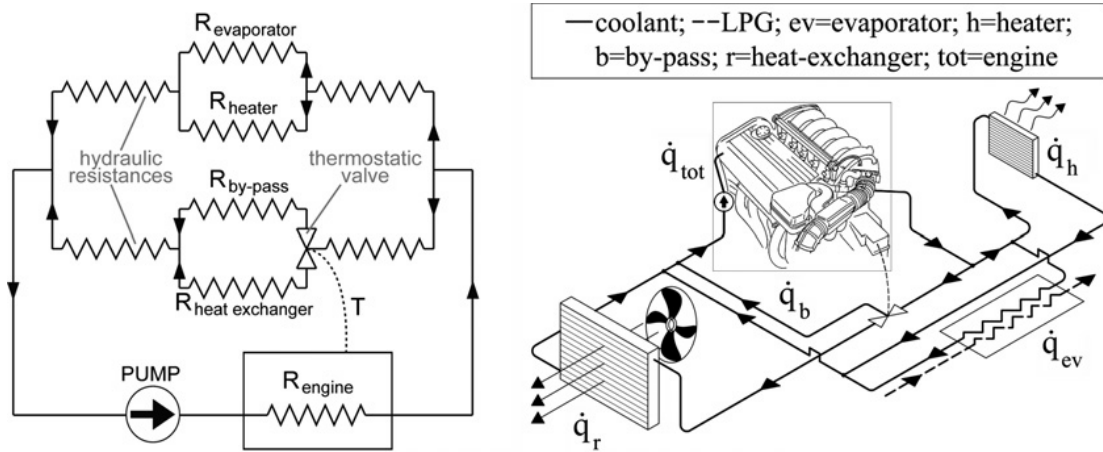 R evaporator
R heater
hydraulic
resistances
thermostatic
valve
R by-pass
R heat exchanger
T
PUMP
R engine
coolant; --LPG; ev=evaporator; h=heater;
b=by-pass; r=heat-exchanger; tot=engine
q̇ tot
q̇ h
q̇ b
q̇ ev
q̇ r